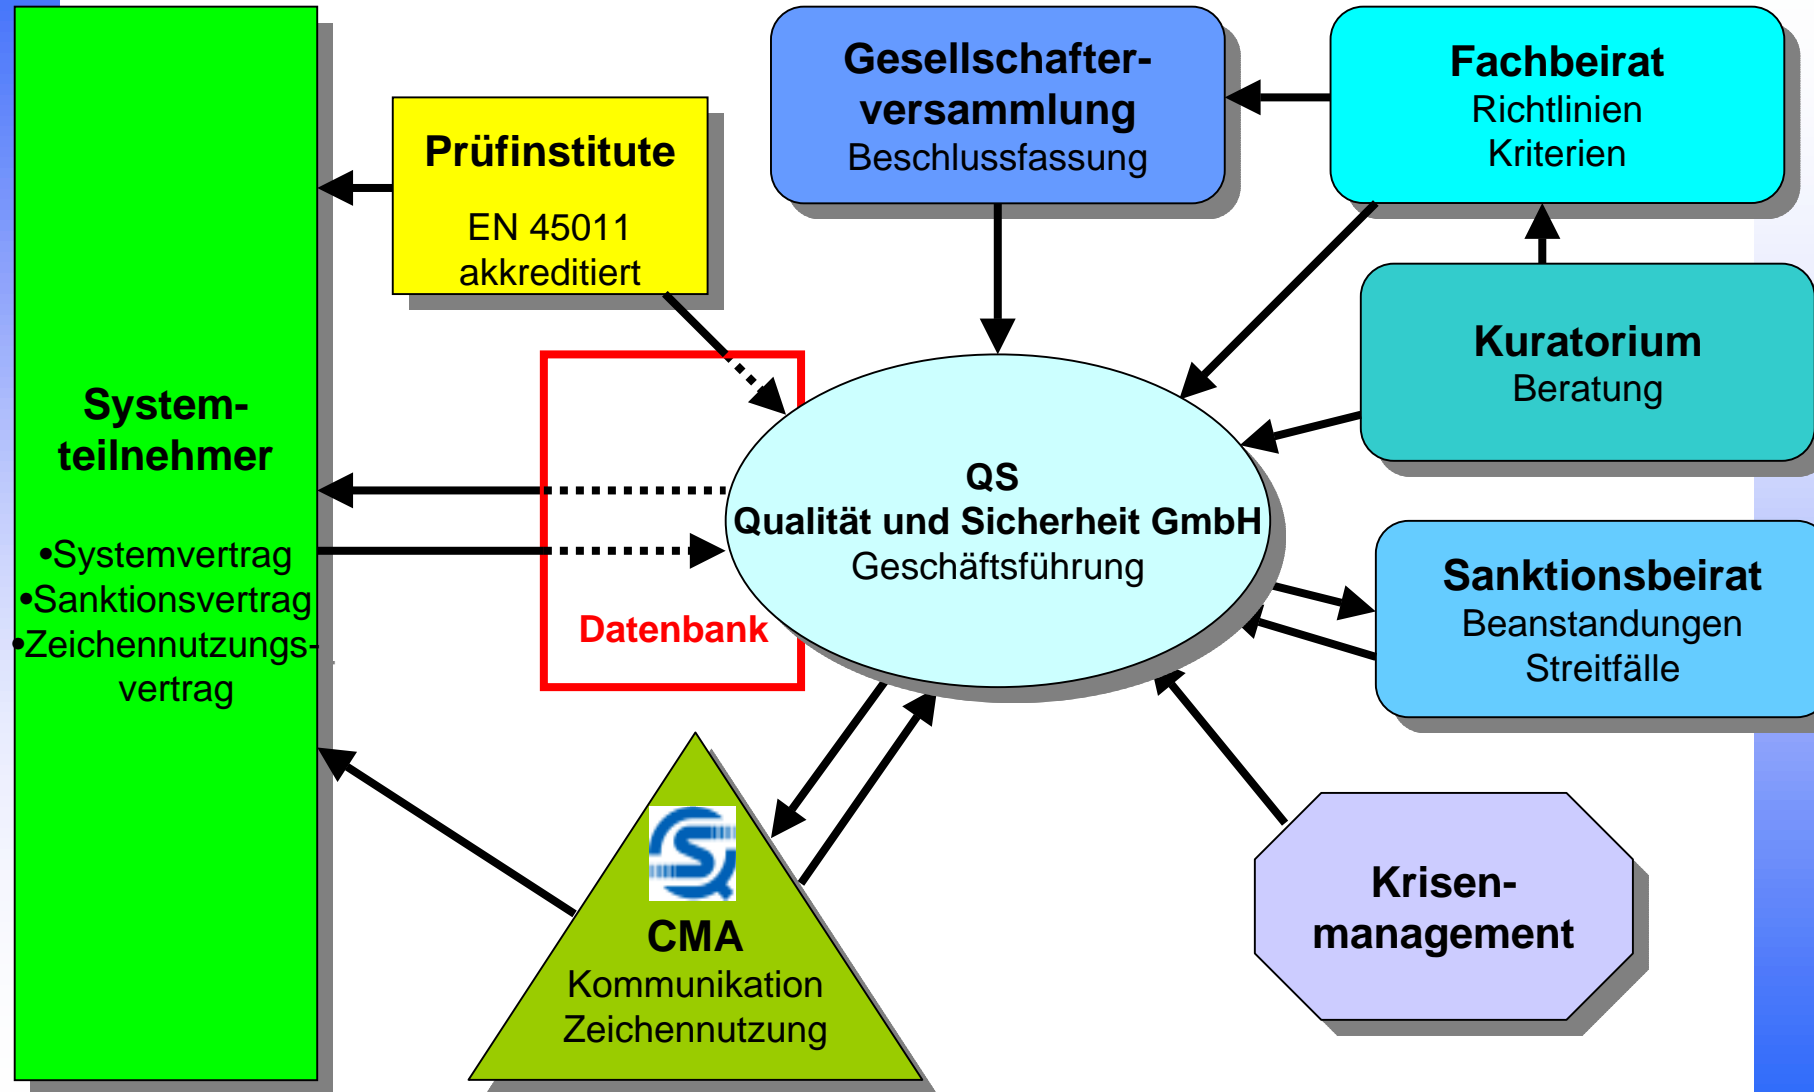 System-
teilnehmer
•Systemvertrag
•Sanktionsvertrag
•Zeichennutzungs-
vertrag
Prüfinstitute
EN 45011
akkreditiert
Gesellschafter-
versammlung
Beschlussfassung
Fachbeirat
Richtlinien
Kriterien
Kuratorium
Beratung
QS
Qualität und Sicherheit GmbH
Geschäftsführung
Datenbank
Sanktionsbeirat
Beanstandungen
Streitfälle
QS
CMA
Kommunikation
Zeichennutzung
Krisen-
management